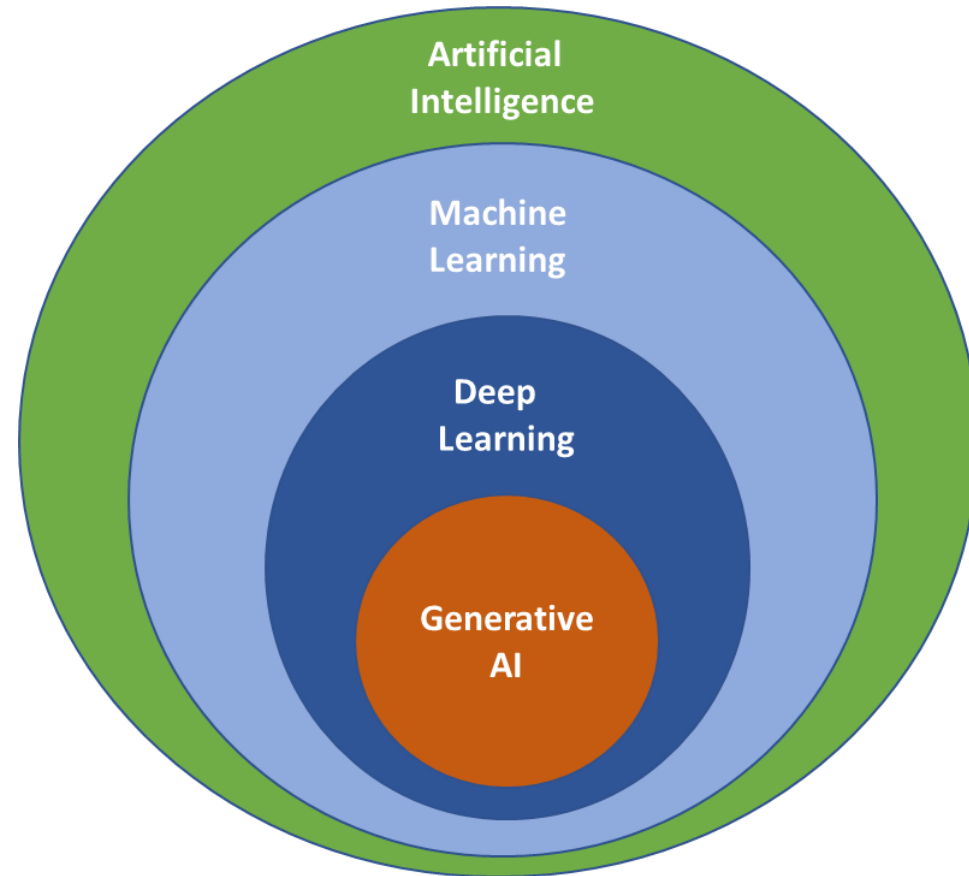 Artificial
Intelligence
Machine
Learning
Deep
Learning
Generative
AI